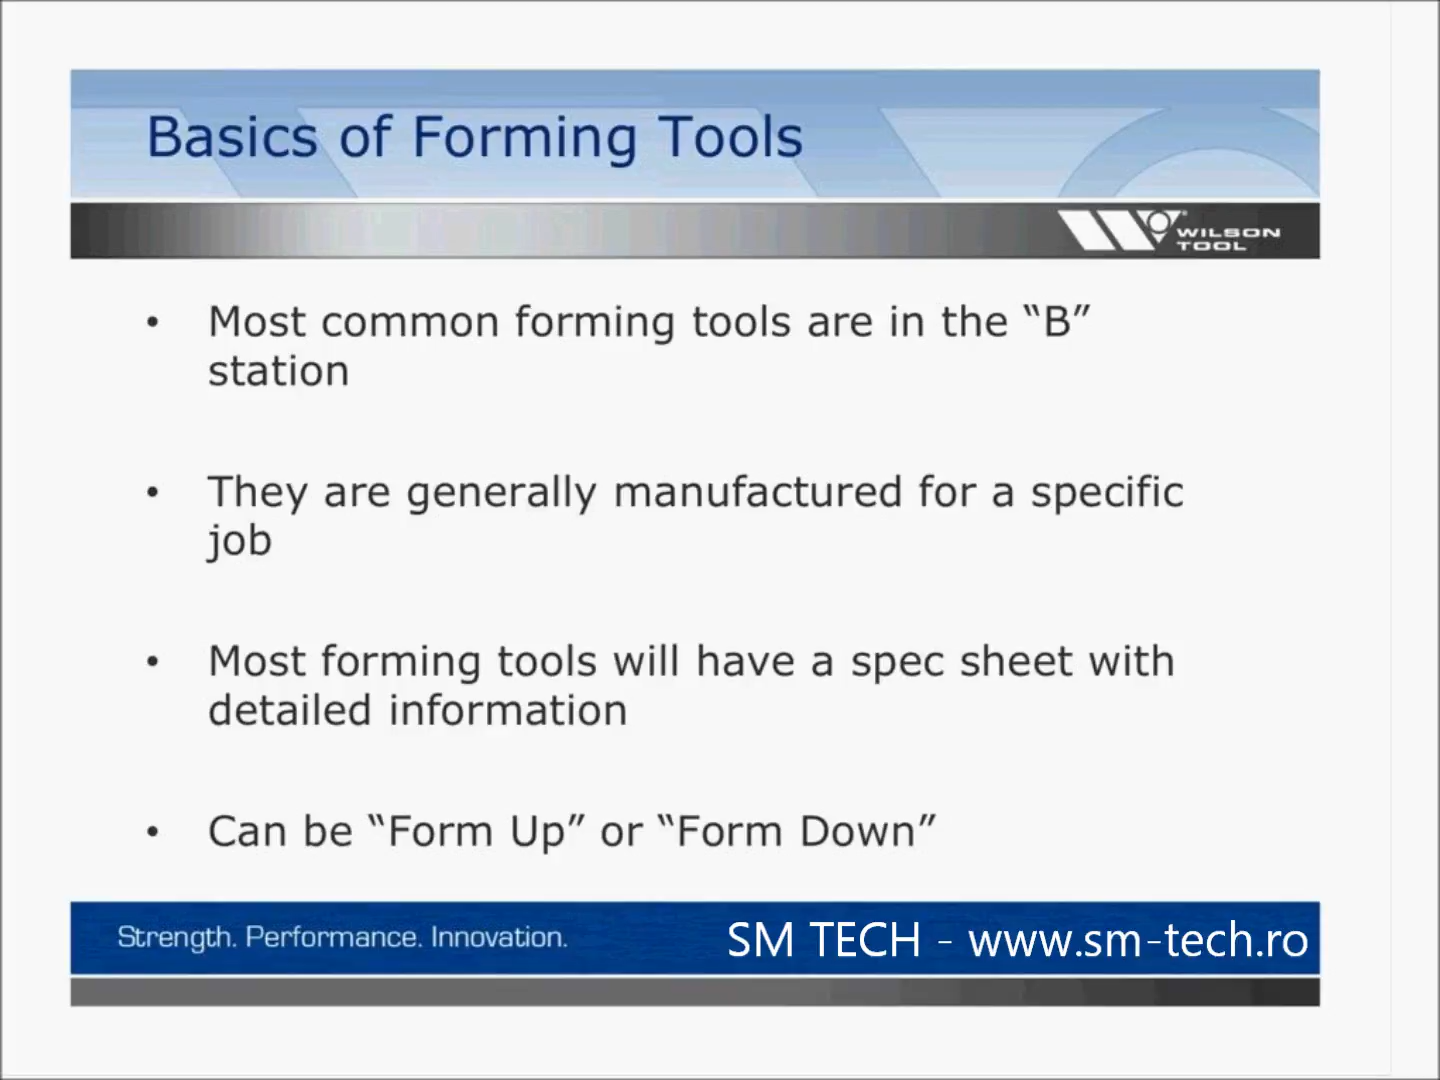 Basics of Forming Tools
WILSON
TOOL
• Most common forming tools are in the “B”
station
• They are generally manufactured for a specific
job
• Most forming tools will have a spec sheet with
detailed information
• Can be “Form Up” or “Form Down”
Strength. Performance. Innovation.
SM TECH - www.sm-tech.ro